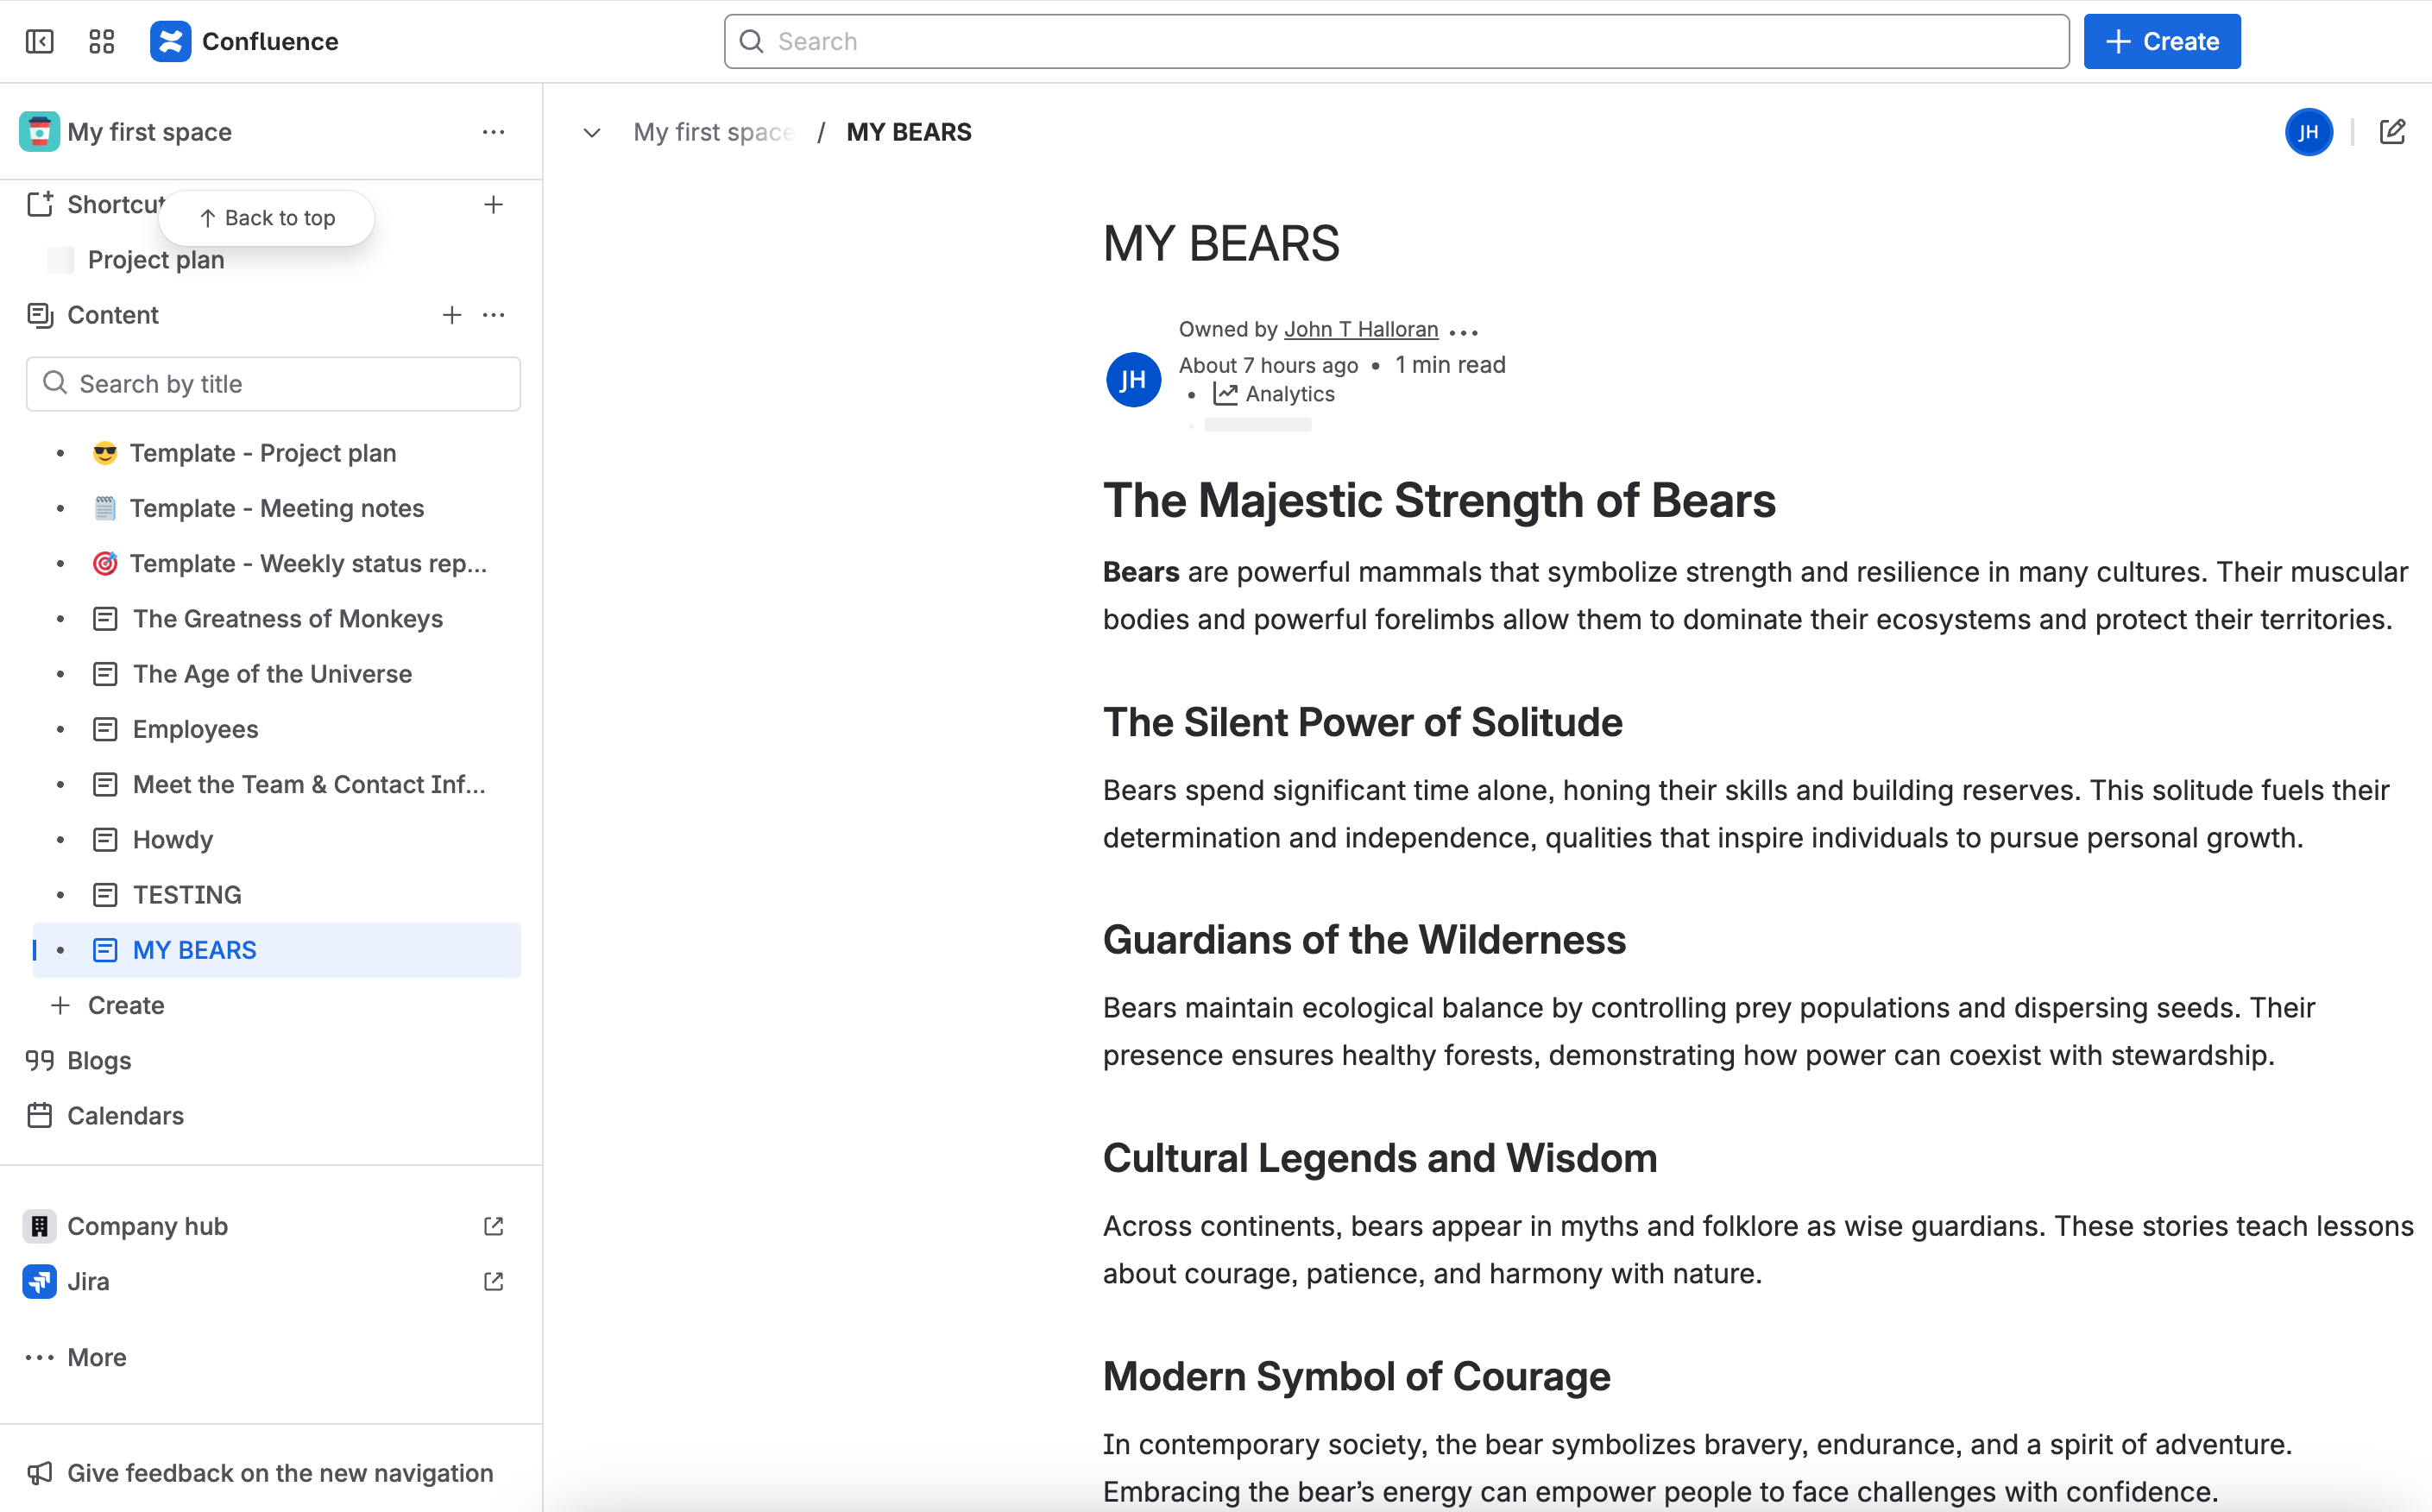 Confluence
Search
Create
My first space
Shortcut
Back to top
Project plan
Content
Search by title
Template - Project plan
Template - Meeting notes
Template - Weekly status rep...
The Greatness of Monkeys
The Age of the Universe
Employees
Meet the Team & Contact Inf...
Howdy
TESTING
MY BEARS
Create
Blogs
Calendars
Company hub
Jira
More
Give feedback on the new navigation
My first space / MY BEARS
JH
MY BEARS
JH
Owned by John T Halloran
About 7 hours ago • 1 min read
• Analytics
The Majestic Strength of Bears
Bears are powerful mammals that symbolize strength and resilience in many cultures. Their muscular
bodies and powerful forelimbs allow them to dominate their ecosystems and protect their territories.
The Silent Power of Solitude
Bears spend significant time alone, honing their skills and building reserves. This solitude fuels their
determination and independence, qualities that inspire individuals to pursue personal growth.
Guardians of the Wilderness
Bears maintain ecological balance by controlling prey populations and dispersing seeds. Their
presence ensures healthy forests, demonstrating how power can coexist with stewardship.
Cultural Legends and Wisdom
Across continents, bears appear in myths and folklore as wise guardians. These stories teach lessons
about courage, patience, and harmony with nature.
Modern Symbol of Courage
In contemporary society, the bear symbolizes bravery, endurance, and a spirit of adventure.
Embracing the bear’s energy can empower people to face challenges with confidence.